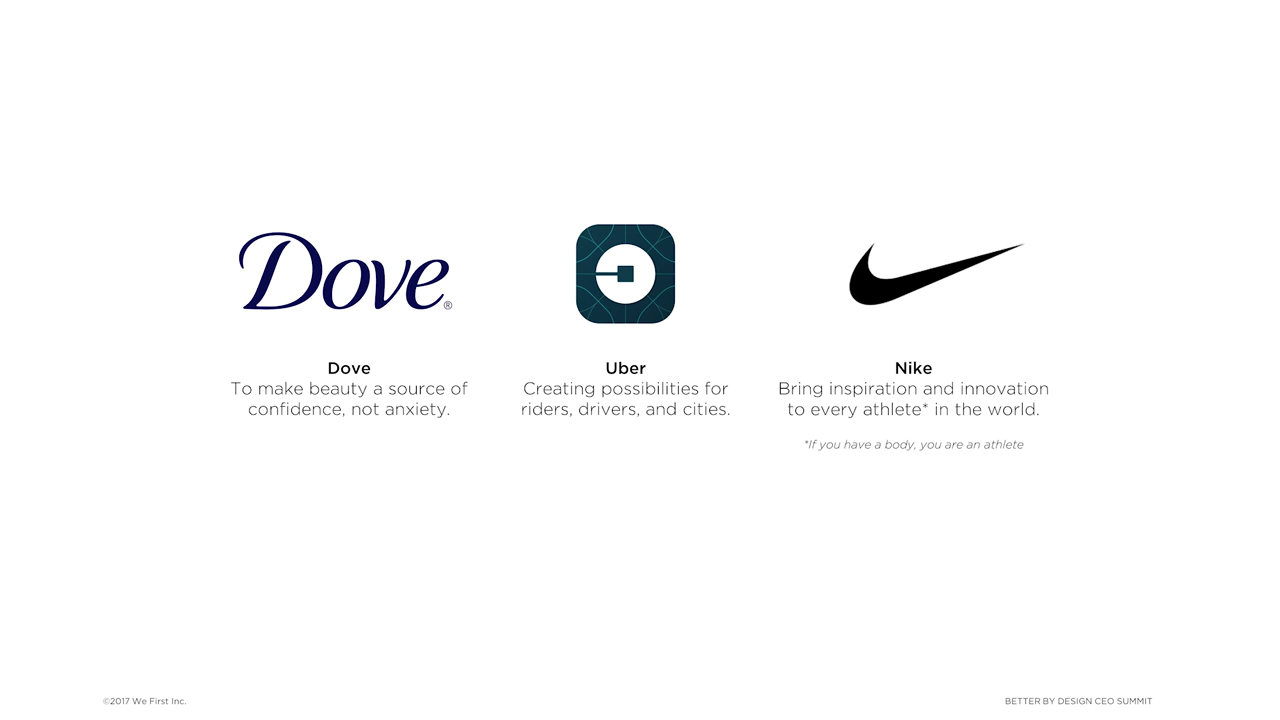 Dove®
Dove
To make beauty a source of
confidence, not anxiety.
Uber
Creating possibilities for
riders, drivers, and cities.
Nike
Bring inspiration and innovation
to every athlete* in the world.
*If you have a body, you are an athlete
©2017 We First Inc.
BETTER BY DESIGN CEO SUMMIT